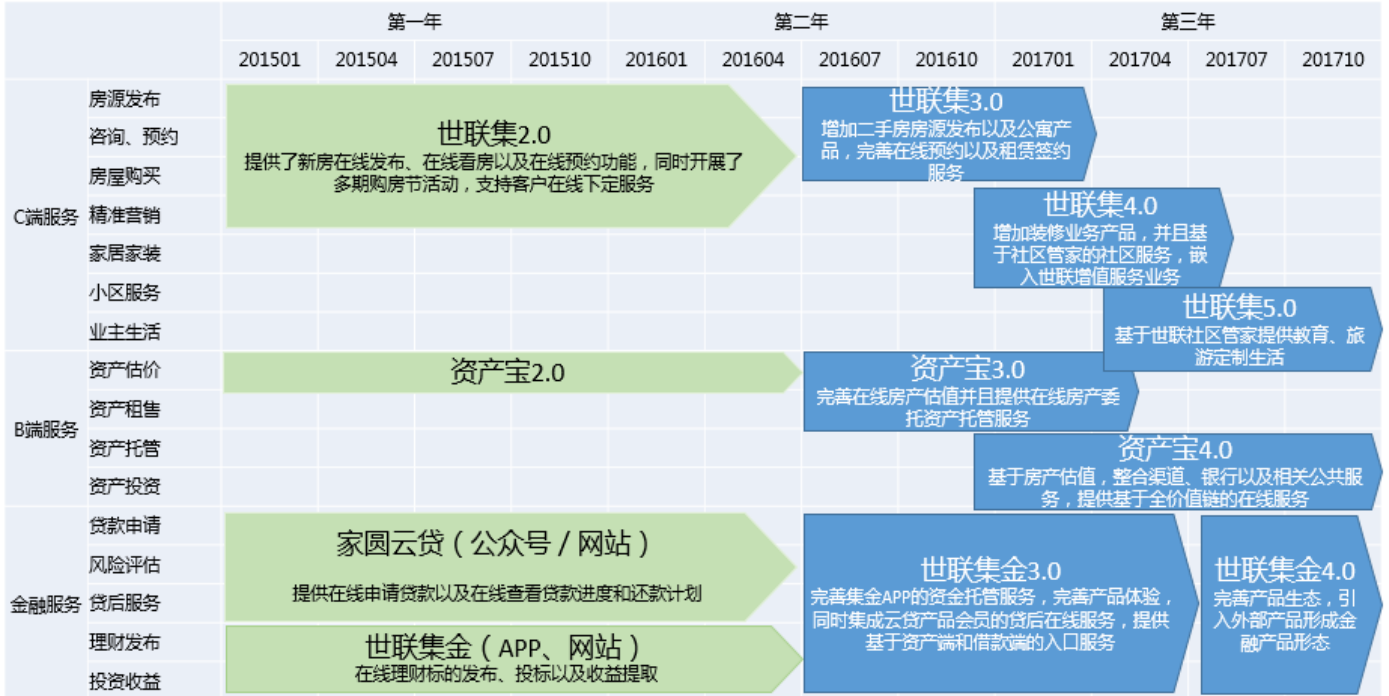 第一年 第二年 第三年
201501 201504 201507 201510 201601 201604 201607 201610 201701 201704 201707 201710
C端服务
房源发布
咨询、预约
房屋购买
精准营销
家居家装
小区服务
业主生活
世联集2.0
提供了新房在线发布、在线看房以及在线预约功能，同时开展了
多期购房节活动，支持客户在线下定服务
世联集3.0
增加二手房房源发布以及公寓产
品，完善在线预约以及租赁签约
服务
世联集4.0
增加装修业务产品，并且基
于社区管家的社区服务，嵌
入世联增值服务业务
世联集5.0
基于世联社区管家提供教育、旅
游定制生活
B端服务
资产估价
资产租售
资产托管
资产投资
资产宝2.0
资产宝3.0
完善在线房产估值并且提供在线房产委
托资产托管服务
资产宝4.0
基于房产估值，整合渠道、银行以及相关公共服
务，提供基于全价值链的在线服务
金融服务
贷款申请
风险评估
贷后服务
理财发布
投资收益
家圆云贷（公众号／网站）
提供在线申请贷款以及在线查看贷款进度和还款计划
世联集金（APP、网站）
在线理财标的发布、投标以及收益提取
世联集金3.0
完善集金APP的资金托管服务，完善产品体验，
同时集成云贷产品会员的贷后在线服务，提供
基于资产端和借款端的入口服务
世联集金4.0
完善产品生态，引
入外部产品形成金
融产品形态